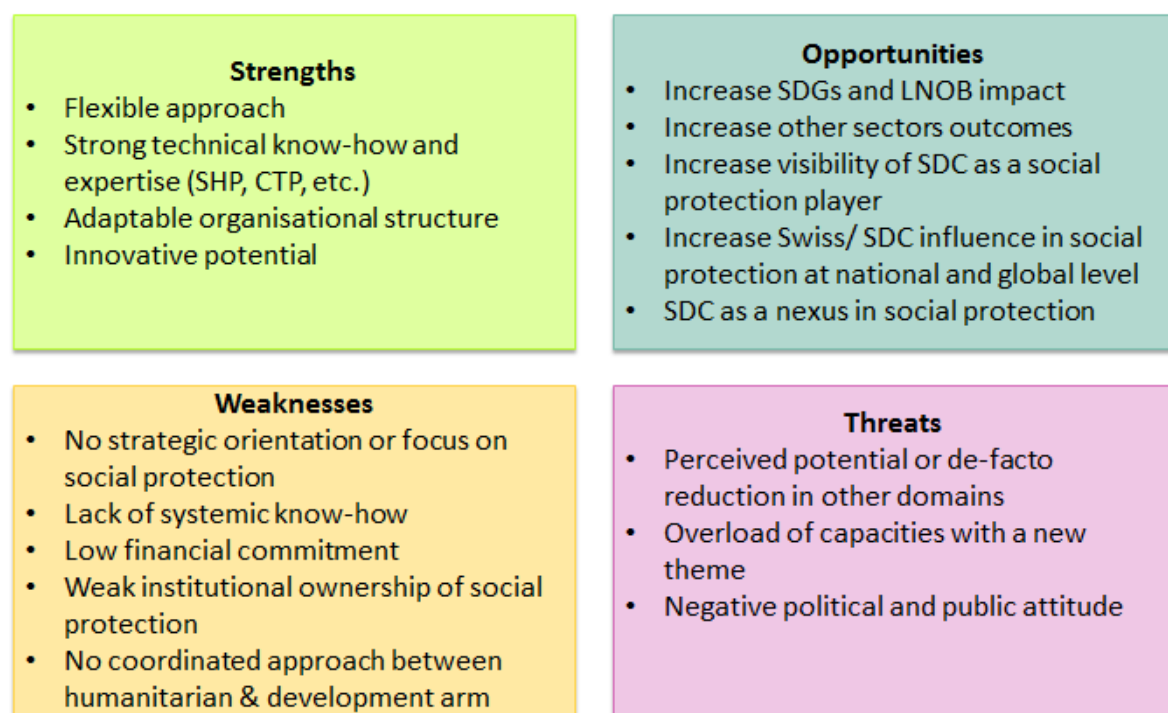 Strengths
• Flexible approach
• Strong technical know-how and
expertise (SHP, CTP, etc.)
• Adaptable organisational structure
• Innovative potential
Opportunities
• Increase SDGs and LNOB impact
• Increase other sectors outcomes
• Increase visibility of SDC as a social
protection player
• Increase Swiss/ SDC influence in social
protection at national and global level
• SDC as a nexus in social protection
Weaknesses
• No strategic orientation or focus on
social protection
• Lack of systemic know-how
• Low financial commitment
• Weak institutional ownership of social
protection
• No coordinated approach between
humanitarian & development arm
Threats
• Perceived potential or de-facto
reduction in other domains
• Overload of capacities with a new
theme
• Negative political and public attitude